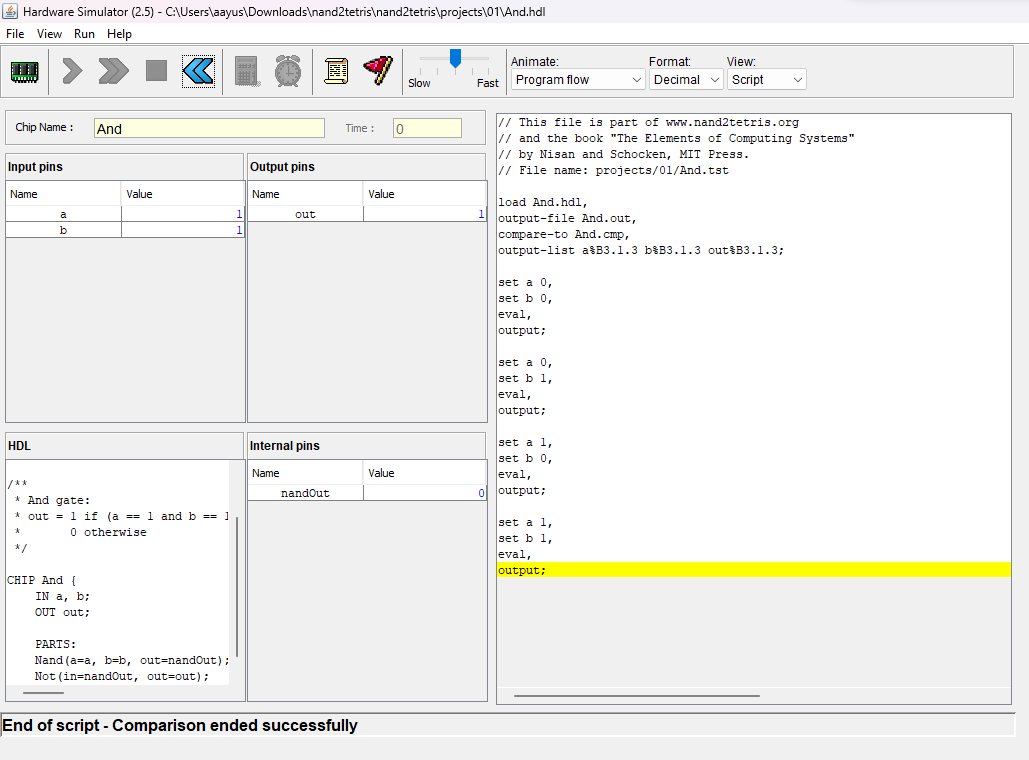 Hardware Simulator (2.5) - C:\Users\aayus\Downloads\nand2tetris\nand2tetris\projects\01\And.hdl
File View Run Help
Slow Fast
Animate: Format: View:
Program flow Decimal Script
Chip Name : And Time : 0
Input pins
Name Value
a 1
b 1
Output pins
Name Value
out 1
HDL
/**
 * And gate:
 * out = 1 if (a == 1 and b == 1
 *       0 otherwise
 */

CHIP And {
    IN a, b;
    OUT out;

    PARTS:
    Nand(a=a, b=b, out=nandOut);
    Not(in=nandOut, out=out);
Internal pins
Name Value
nandOut 0
// This file is part of www.nand2tetris.org
// and the book "The Elements of Computing Systems"
// by Nisan and Schocken, MIT Press.
// File name: projects/01/And.tst

load And.hdl,
output-file And.out,
compare-to And.cmp,
output-list a%B3.1.3 b%B3.1.3 out%B3.1.3;

set a 0,
set b 0,
eval,
output;

set a 0,
set b 1,
eval,
output;

set a 1,
set b 0,
eval,
output;

set a 1,
set b 1,
eval,
output;
End of script - Comparison ended successfully